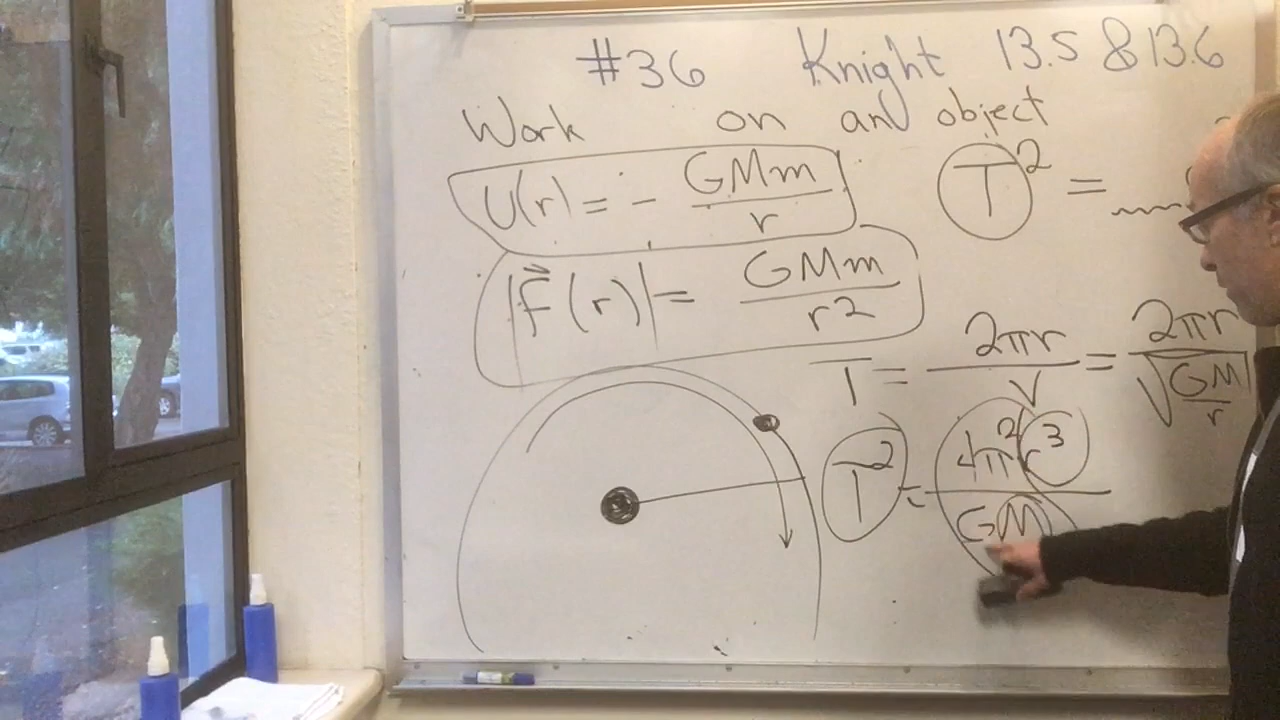 #36 Knight 13.5 & 13.6
Work on an object
U(r) = - GMm/r
T² =
|F⃗(r)| = GMm/r²
T = 2πr/v = 2πr/√(GM/r)
T² = 4π²r³/GM